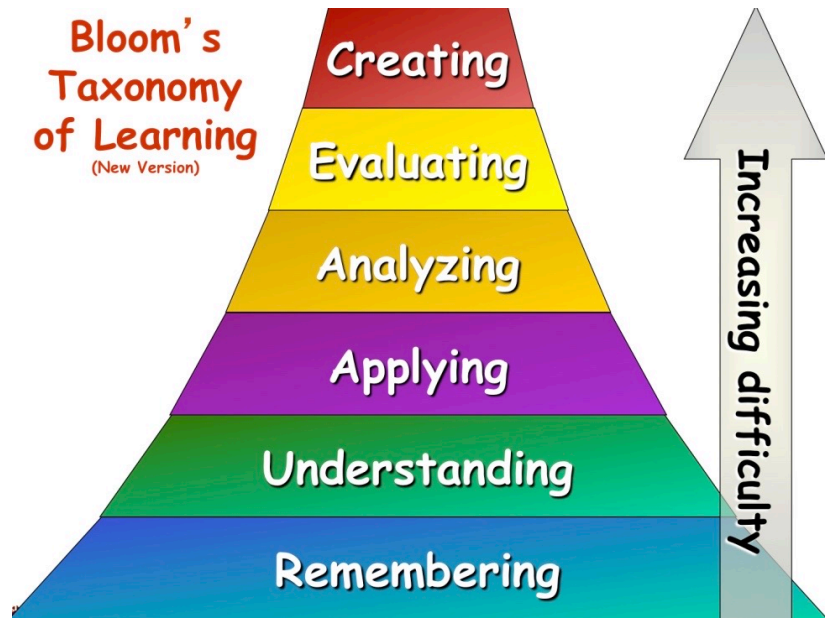 Bloom’s
Taxonomy
of Learning
(New Version)
Creating
Evaluating
Analyzing
Applying
Understanding
Remembering
Increasing difficulty